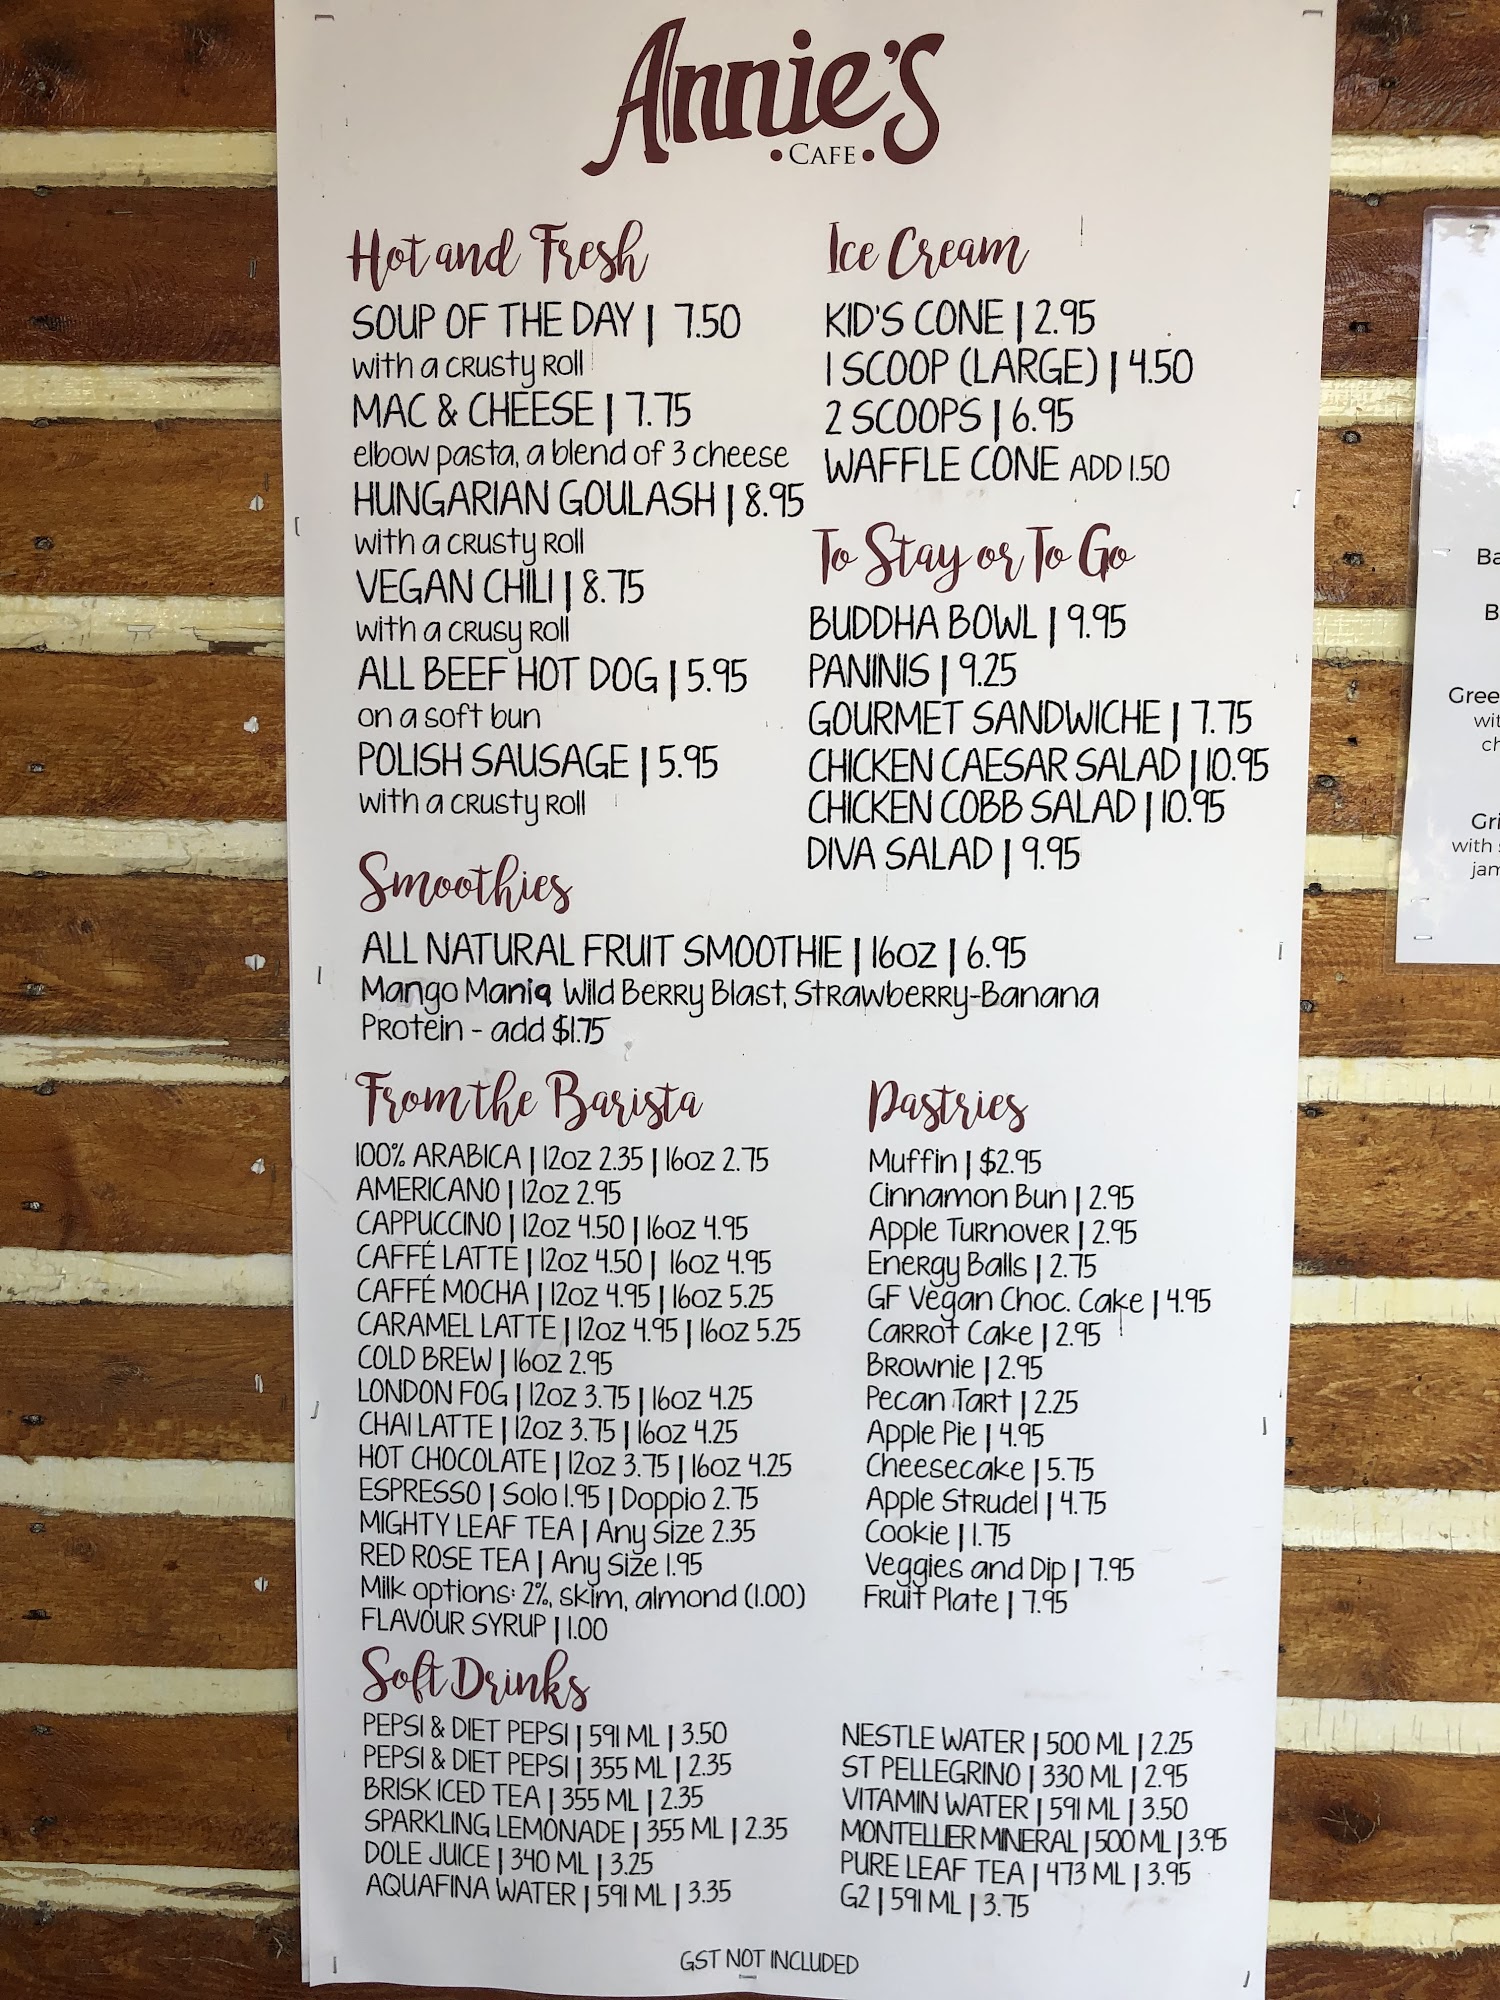 Annie's
• CAFE •
Hot and Fresh
SOUP OF THE DAY | 7.50
with a crusty roll
MAC & CHEESE | 7.75
elbow pasta, a blend of 3 cheese
HUNGARIAN GOULASH | 8.95
with a crusty roll
VEGAN CHILI | 8.75
with a crusy roll
ALL BEEF HOT DOG | 5.95
on a soft bun
POLISH SAUSAGE | 5.95
with a crusty roll
Ice Cream
KID'S CONE | 2.95
1 SCOOP (LARGE) | 4.50
2 SCOOPS | 6.95
WAFFLE CONE ADD 1.50
To Stay or To Go
BUDDHA BOWL | 9.95
PANINIS | 9.25
GOURMET SANDWICHE | 7.75
CHICKEN CAESAR SALAD | 10.95
CHICKEN COBB SALAD | 10.95
DIVA SALAD | 9.95
Smoothies
ALL NATURAL FRUIT SMOOTHIE | 16oz | 6.95
Mango Mania Wild Berry Blast, Strawberry-Banana
Protein - add $1.75
From the Barista
100% ARABICA | 12oz 2.35 | 16oz 2.75
AMERICANO | 12oz 2.95
CAPPUCCINO | 12oz 4.50 | 16oz 4.95
CAFFÉ LATTE | 12oz 4.50 | 16oz 4.95
CAFFÉ MOCHA | 12oz 4.95 | 16oz 5.25
CARAMEL LATTE | 12oz 4.95 | 16oz 5.25
COLD BREW | 16oz 2.95
LONDON FOG | 12oz 3.75 | 16oz 4.25
CHAI LATTE | 12oz 3.75 | 16oz 4.25
HOT CHOCOLATE | 12oz 3.75 | 16oz 4.25
ESPRESSO | Solo 1.95 | Doppio 2.75
MIGHTY LEAF TEA | Any Size 2.35
RED ROSE TEA | Any Size 1.95
Milk options: 2%, skim, almond (1.00)
FLAVOUR SYRUP | 1.00
Pastries
Muffin | $2.95
Cinnamon Bun | 2.95
Apple Turnover | 2.95
Energy Balls | 2.75
GF Vegan Choc. Cake | 4.95
Carrot Cake | 2.95
Brownie | 2.95
Pecan Tart | 2.25
Apple Pie | 4.95
Cheesecake | 5.75
Apple Strudel | 4.75
Cookie | 1.75
Veggies and Dip | 7.95
Fruit Plate | 7.95
Soft Drinks
PEPSI & DIET PEPSI | 591 ML | 3.50
PEPSI & DIET PEPSI | 355 ML | 2.35
BRISK ICED TEA | 355 ML | 2.35
SPARKLING LEMONADE | 355 ML | 2.35
DOLE JUICE | 340 ML | 3.25
AQUAFINA WATER | 591 ML | 3.35
NESTLE WATER | 500 ML | 2.25
ST PELLEGRINO | 330 ML | 2.95
VITAMIN WATER | 591 ML | 3.50
MONTELLIER MINERAL | 500 ML | 3.95
PURE LEAF TEA | 473 ML | 3.95
G2 | 591 ML | 3.75
GST NOT INCLUDED
with
jam